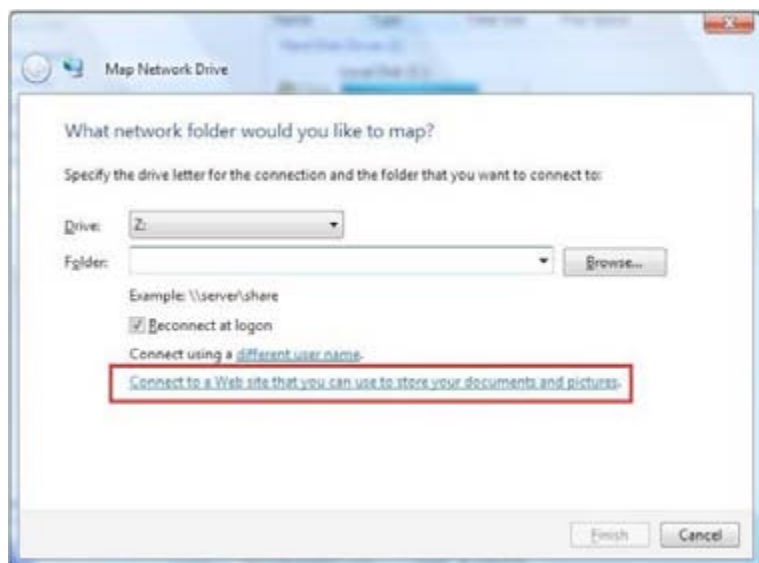 Map Network Drive
What network folder would you like to map?
Specify the drive letter for the connection and the folder that you want to connect to:
Drive: Z:
Folder: Browse...
Example: \\server\share
Reconnect at logon
Connect using a different user name.
Connect to a Web site that you can use to store your documents and pictures.
Finish Cancel